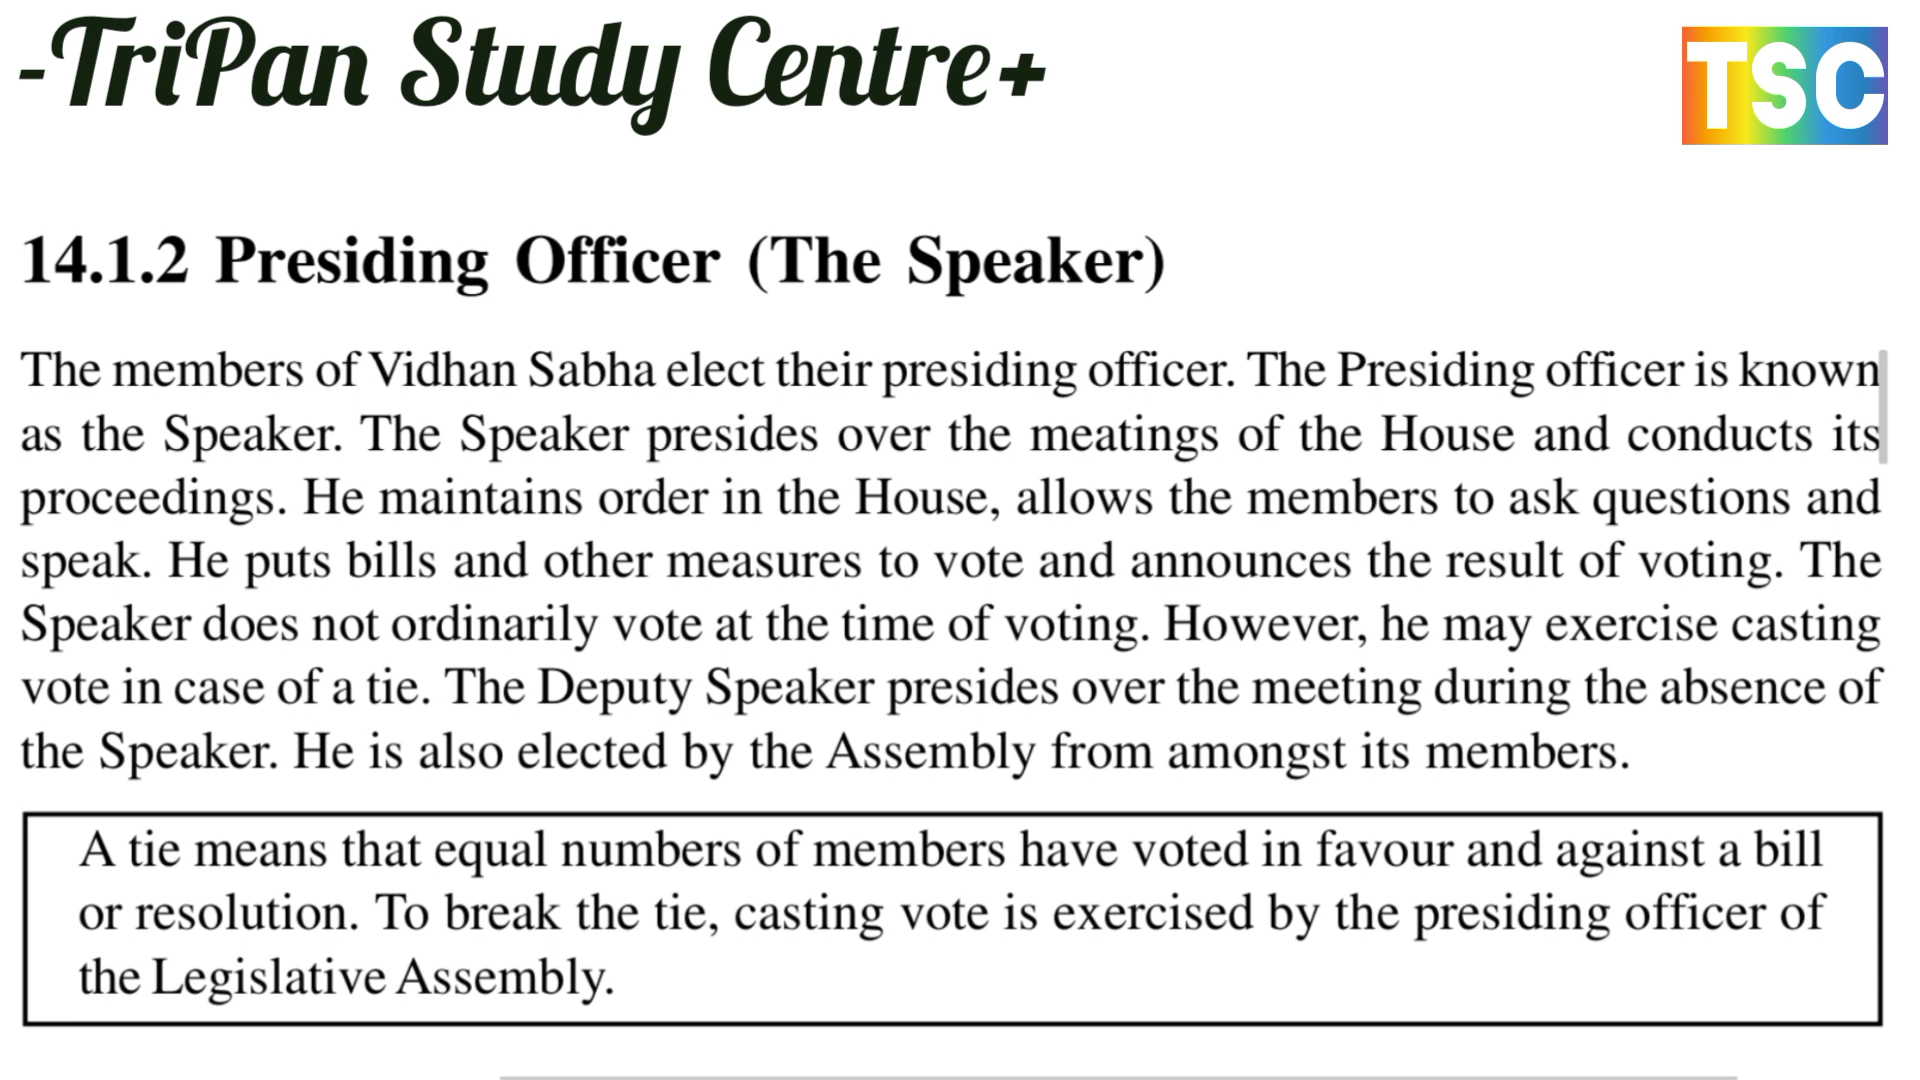 -TriPan Study Centre+
TSC
14.1.2 Presiding Officer (The Speaker)
The members of Vidhan Sabha elect their presiding officer. The Presiding officer is known
as the Speaker. The Speaker presides over the meatings of the House and conducts its
proceedings. He maintains order in the House, allows the members to ask questions and
speak. He puts bills and other measures to vote and announces the result of voting. The
Speaker does not ordinarily vote at the time of voting. However, he may exercise casting
vote in case of a tie. The Deputy Speaker presides over the meeting during the absence of
the Speaker. He is also elected by the Assembly from amongst its members.
A tie means that equal numbers of members have voted in favour and against a bill
or resolution. To break the tie, casting vote is exercised by the presiding officer of
the Legislative Assembly.